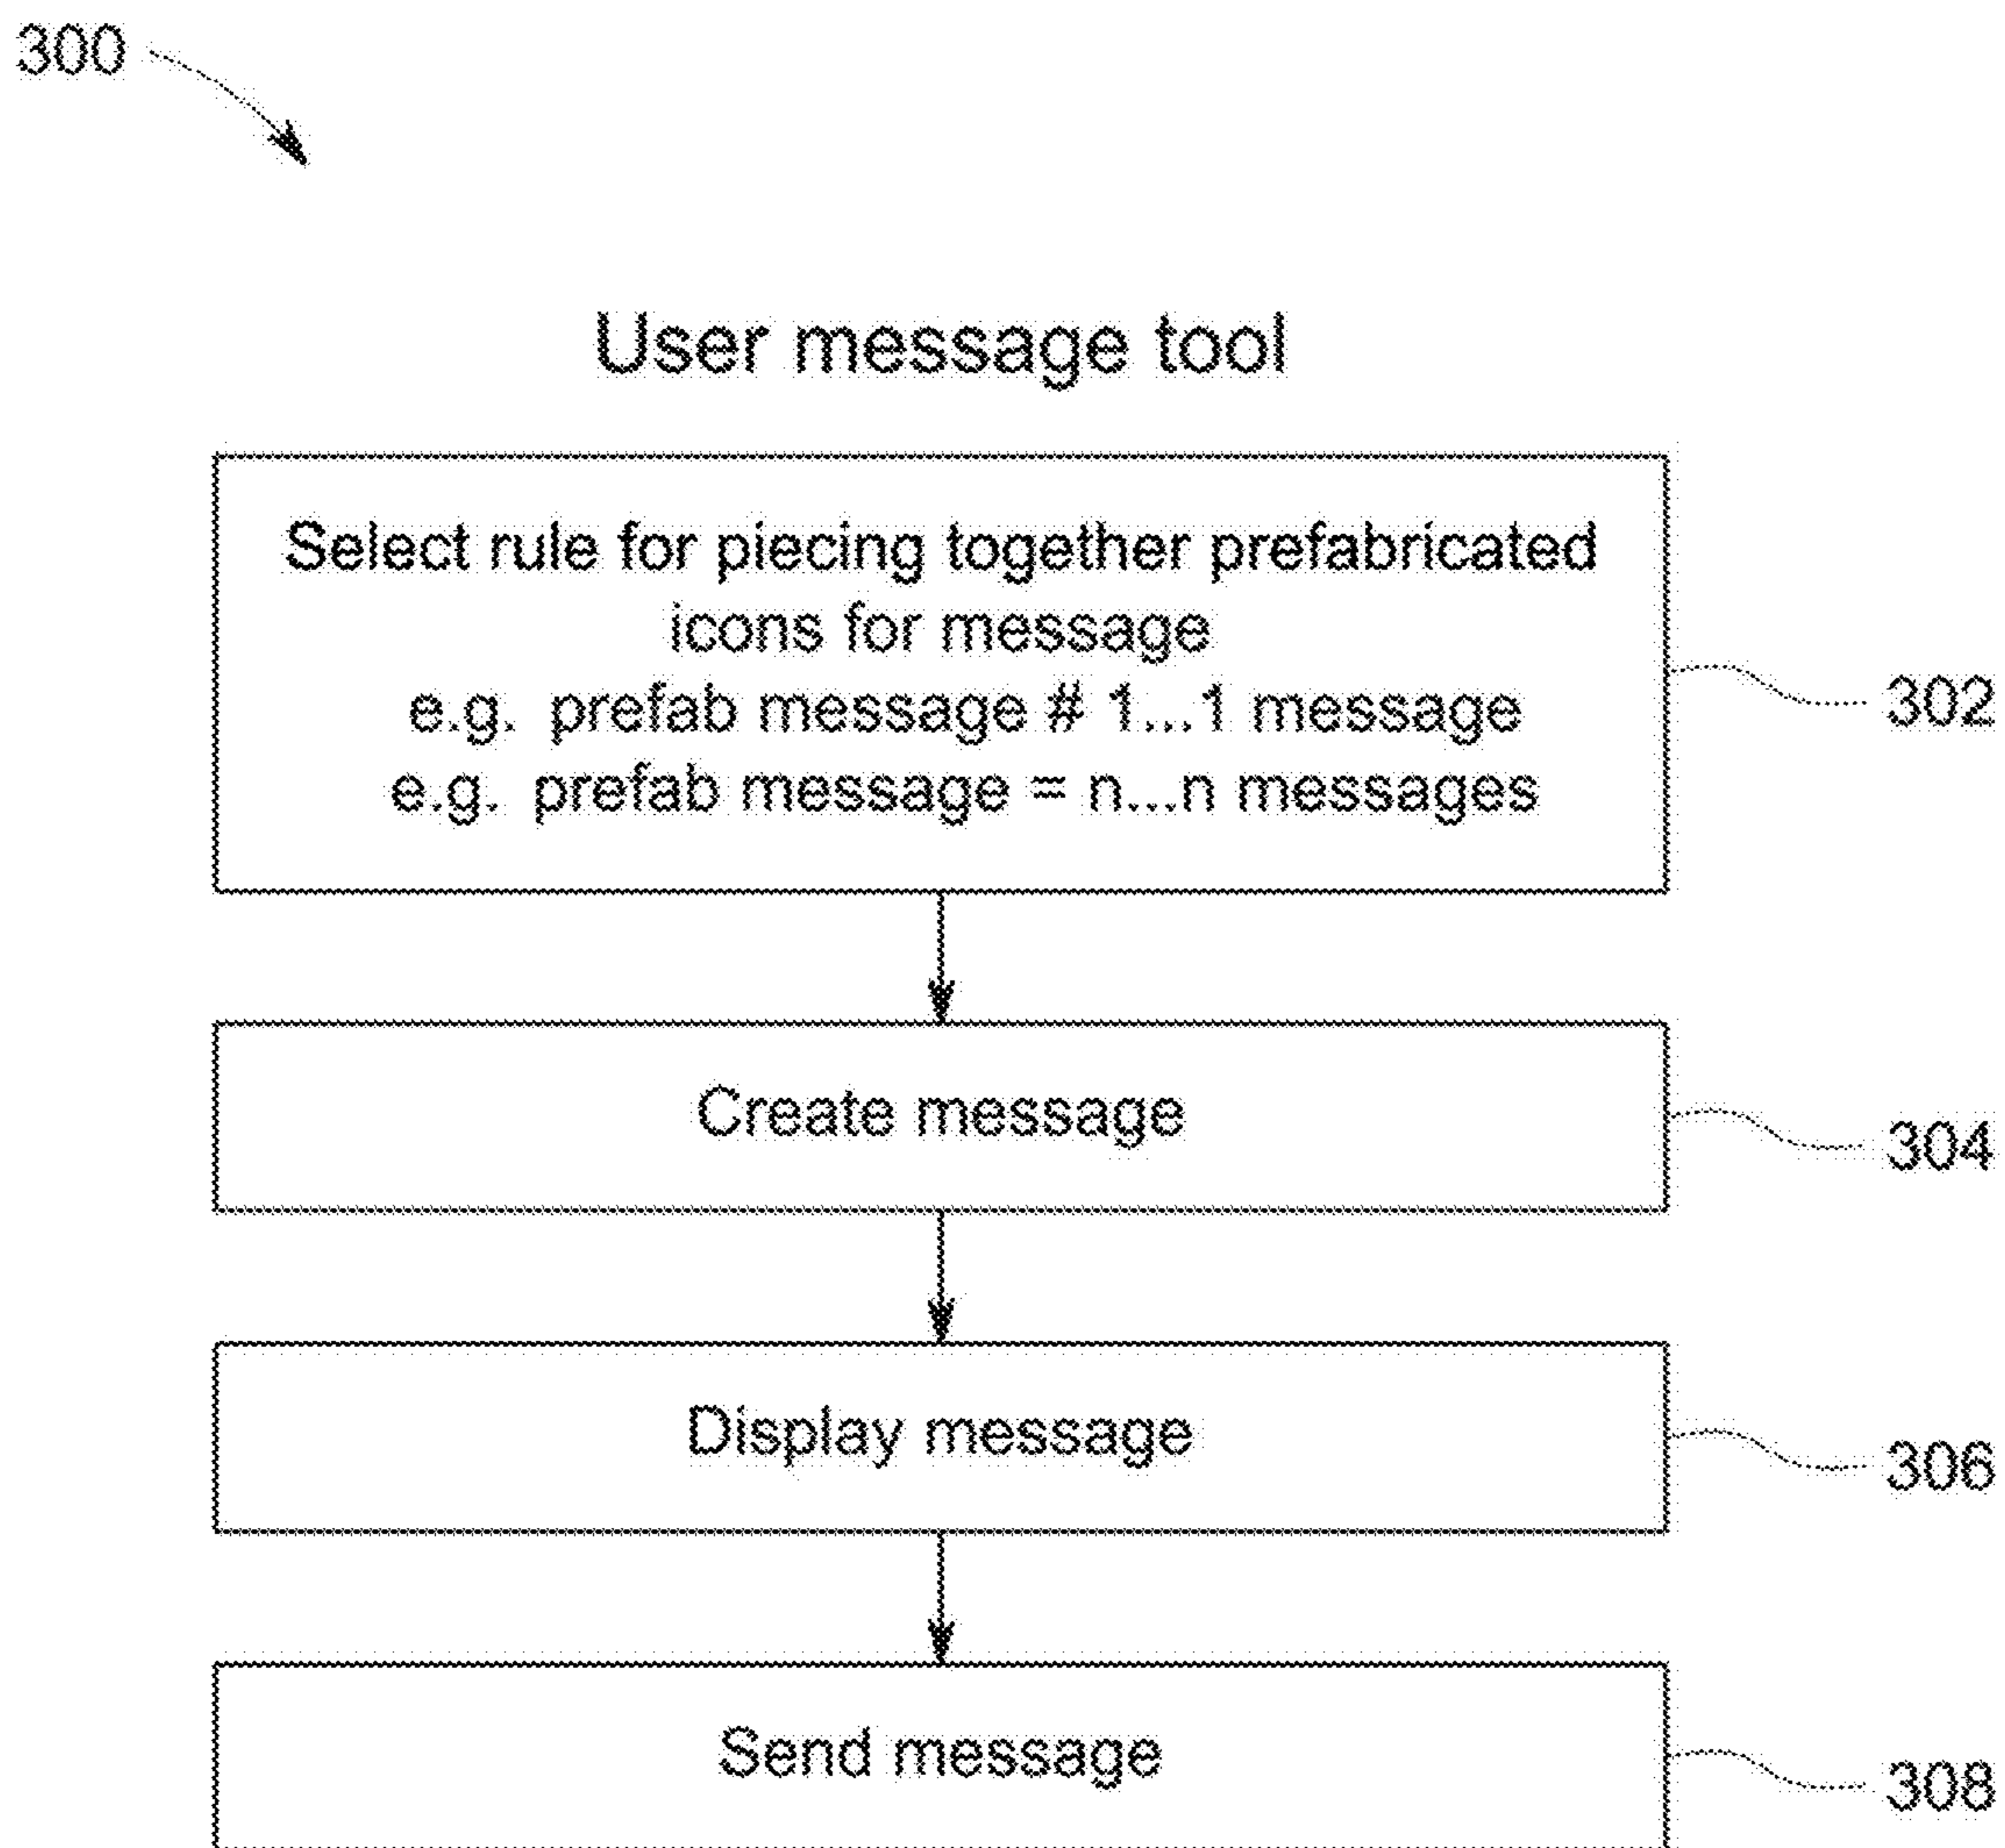 300
User message tool
Select rule for piecing together prefabricated
icons for message
e.g. prefab message # 1...1 message
e.g. prefab message = n...n messages
302
Create message
304
Display message
306
Send message
308